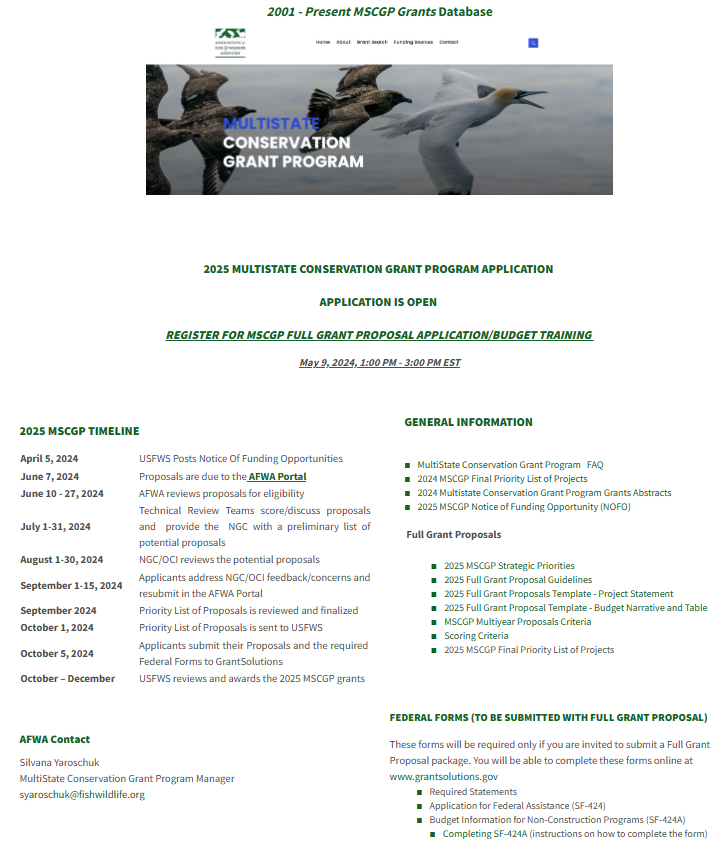 2001 - Present MSCGP Grants Database
Home About Grant Search Funding Sources Contact
MULTISTATE
CONSERVATION
GRANT PROGRAM
2025 MULTISTATE CONSERVATION GRANT PROGRAM APPLICATION
APPLICATION IS OPEN
REGISTER FOR MSCGP FULL GRANT PROPOSAL APPLICATION/BUDGET TRAINING
May 9, 2024, 1:00 PM - 3:00 PM EST
2025 MSCGP TIMELINE
April 5, 2024 USFWS Posts Notice Of Funding Opportunities
June 7, 2024 Proposals are due to the AFWA Portal
June 10 - 27, 2024 AFWA reviews proposals for eligibility
July 1-31, 2024 Technical Review Teams score/discuss proposals
and provide the NGC with a preliminary list of
potential proposals
August 1-30, 2024 NGC/OCI reviews the potential proposals
September 1-15, 2024 Applicants address NGC/OCI feedback/concerns and
resubmit in the AFWA Portal
September 2024 Priority List of Proposals is reviewed and finalized
October 1, 2024 Priority List of Proposals is sent to USFWS
October 5, 2024 Applicants submit their Proposals and the required
Federal Forms to GrantSolutions
October – December USFWS reviews and awards the 2025 MSCGP grants
AFWA Contact
Silvana Yaroschuk
MultiState Conservation Grant Program Manager
syaroschuk@fishwildlife.org
GENERAL INFORMATION
MultiState Conservation Grant Program FAQ
2024 MSCGP Final Priority List of Projects
2024 Multistate Conservation Grant Program Grants Abstracts
2025 MSCGP Notice of Funding Opportunity (NOFO)
Full Grant Proposals
2025 MSCGP Strategic Priorities
2025 Full Grant Proposal Guidelines
2025 Full Grant Proposals Template - Project Statement
2025 Full Grant Proposal Template - Budget Narrative and Table
MSCGP Multiyear Proposals Criteria
Scoring Criteria
2025 MSCGP Final Priority List of Projects
FEDERAL FORMS (TO BE SUBMITTED WITH FULL GRANT PROPOSAL)
These forms will be required only if you are invited to submit a Full Grant
Proposal package. You will be able to complete these forms online at
www.grantsolutions.gov
Required Statements
Application for Federal Assistance (SF-424)
Budget Information for Non-Construction Programs (SF-424A)
Completing SF-424A (instructions on how to complete the form)